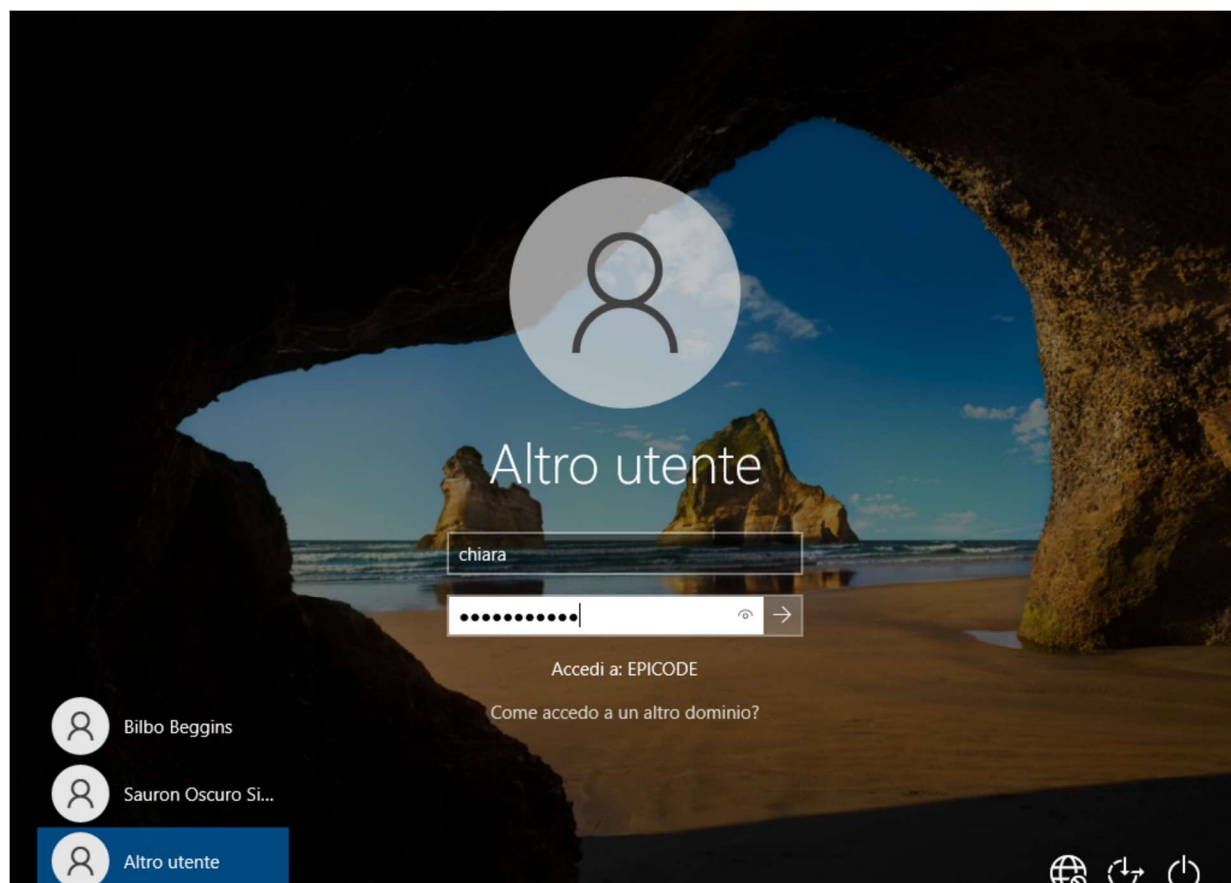 Altro utente
chiara
Accedi a: EPICODE
Come accedo a un altro dominio?
Bilbo Beggins
Sauron Oscuro Si...
Altro utente